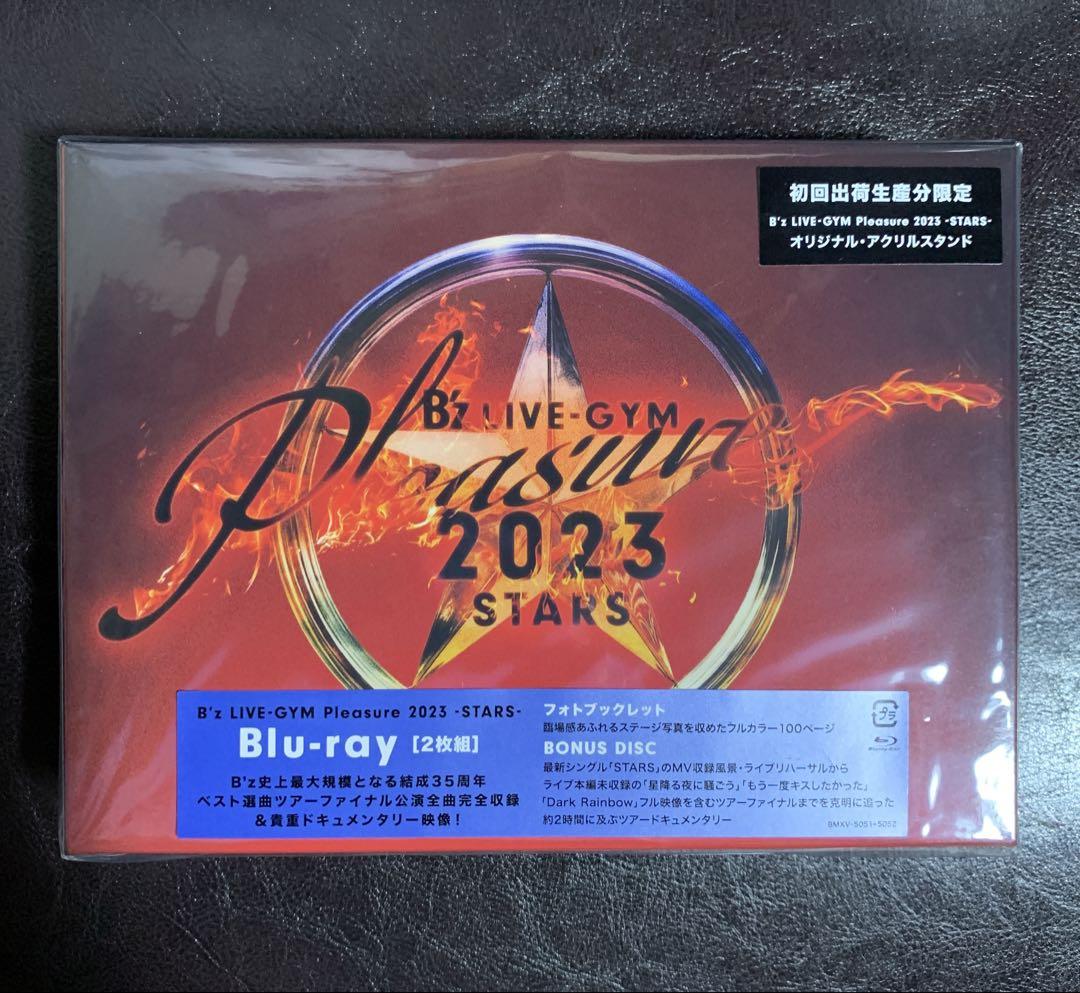 初回出荷生産分限定
B'z LIVE-GYM Pleasure 2023 -STARS-
オリジナル・アクリルスタンド
B'z LIVE-GYM
Pleasure
2023
STARS
B'z LIVE-GYM Pleasure 2023 -STARS-
Blu-ray [2枚組]
B'z史上最大規模となる結成35周年
ベスト選曲ツアーファイナル公演全曲完全収録
&貴重ドキュメンタリー映像!
フォトブックレット
臨場感あふれるステージ写真を収めたフルカラー100ページ
BONUS DISC
最新シングル「STARS」のMV収録風景・ライブリハーサルから
ライブ本編未収録の「星降る夜に騒ごう」「もう一度キスしたかった」
「Dark Rainbow」フル映像を含むツアーファイナルまでを克明に追った
約2時間に及ぶツアードキュメンタリー
プラ
Blu-ray Disc
BMXV-5051+5052